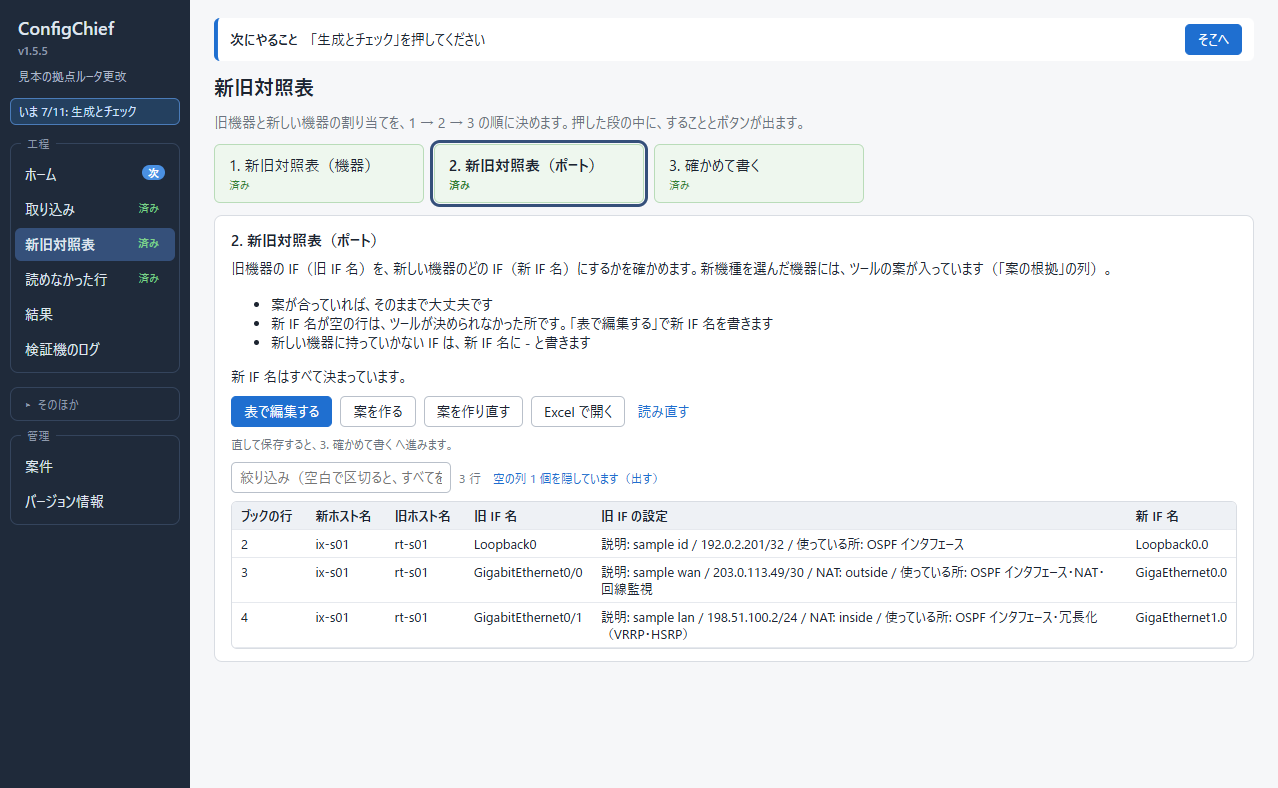 ConfigChief
v1.5.5
見本の拠点ルータ更改
いま 7/11: 生成とチェック
工程
ホーム 次
取り込み 済み
新旧対照表 済み
読めなかった行 済み
結果
検証機のログ
▸ そのほか
管理
案件
バージョン情報
次にやること 「生成とチェック」を押してください
そこへ
新旧対照表
旧機器と新しい機器の割り当てを、1 → 2 → 3 の順に決めます。押した段の中に、することとボタンが出ます。
1. 新旧対照表（機器）
済み
2. 新旧対照表（ポート）
済み
3. 確かめて書く
済み
2. 新旧対照表（ポート）
旧機器の IF（旧 IF 名）を、新しい機器のどの IF（新 IF 名）にするかを確かめます。新機種を選んだ機器には、ツールの案が入っています（「案の根拠」の列）。
• 案が合っていれば、そのままで大丈夫です
• 新 IF 名が空の行は、ツールが決められなかった所です。「表で編集する」で新 IF 名を書きます
• 新しい機器に持っていかない IF は、新 IF 名に - と書きます
新 IF 名はすべて決まっています。
表で編集する 案を作る 案を作り直す Excel で開く 読み直す
直して保存すると、3. 確かめて書く へ進みます。
絞り込み（空白で区切ると、すべてを 3 行 空の列 1 個を隠しています（出す）
ブックの行 新ホスト名 旧ホスト名 旧 IF 名 旧 IF の設定 新 IF 名
2 ix-s01 rt-s01 Loopback0 説明: sample id / 192.0.2.201/32 / 使っている所: OSPF インタフェース Loopback0.0
3 ix-s01 rt-s01 GigabitEthernet0/0 説明: sample wan / 203.0.113.49/30 / NAT: outside / 使っている所: OSPF インタフェース・NAT・ GigaEthernet0.0
回線監視
4 ix-s01 rt-s01 GigabitEthernet0/1 説明: sample lan / 198.51.100.2/24 / NAT: inside / 使っている所: OSPF インタフェース・冗長化 GigaEthernet1.0
（VRRP・HSRP）